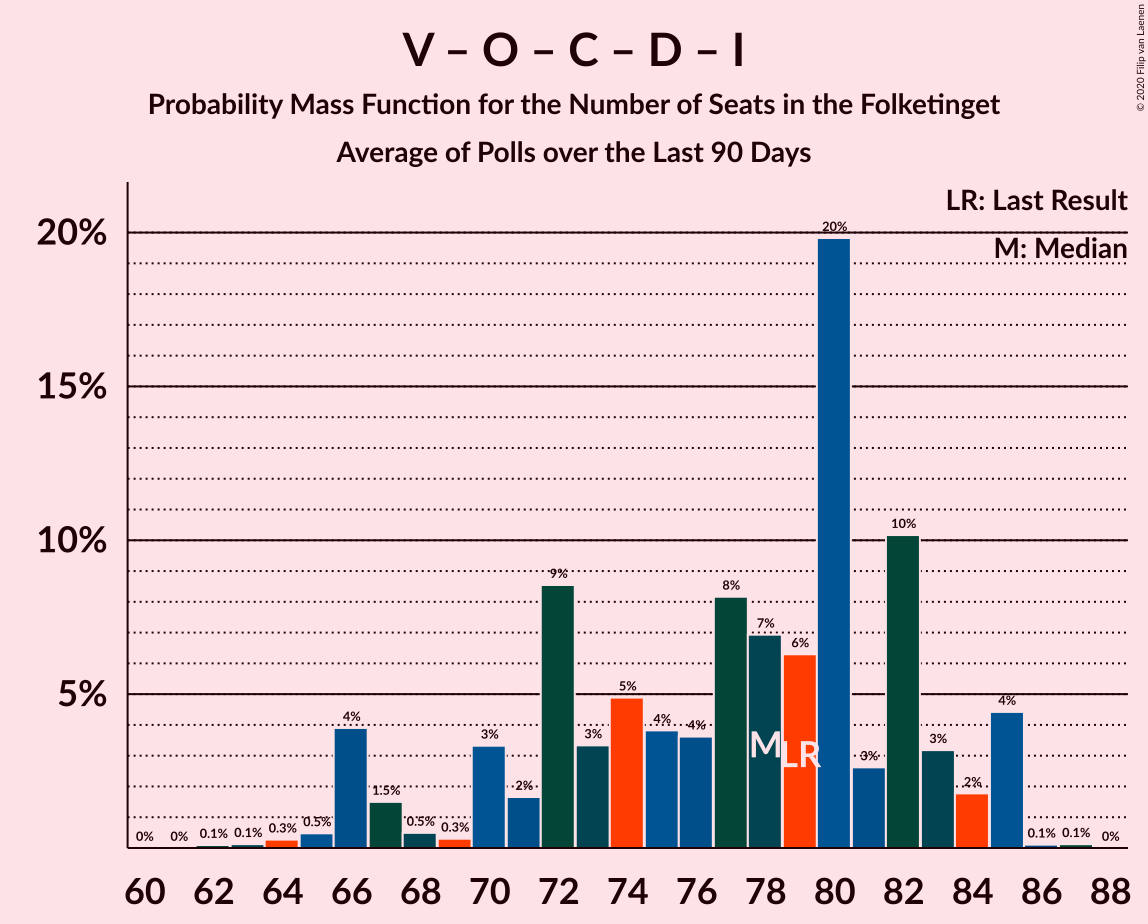 V – O – C – D – I
Probability Mass Function for the Number of Seats in the Folketinget
Average of Polls over the Last 90 Days
© 2020 Filip van Laenen
LR: Last Result
M: Median
20%
15%
10%
5%
0% 0% 0.1% 0.1% 0.3% 0.5% 4% 1.5% 0.5% 0.3% 3% 2% 9% 3% 5% 4% 4% 8% 7% 6% 20% 3% 10% 3% 2% 4% 0.1% 0.1% 0%
M LR
60 62 64 66 68 70 72 74 76 78 80 82 84 86 88